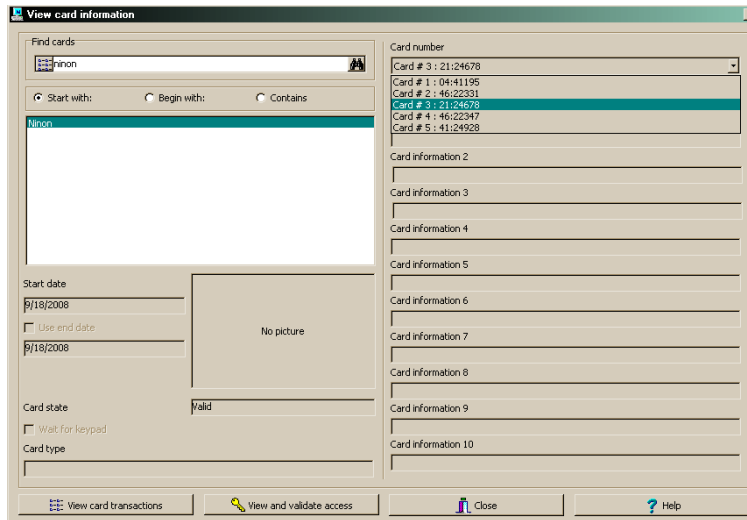 View card information
Find cards
ninon
Start with:
Begin with:
Contains
Ninon
Start date
9/18/2008
Use end date
9/18/2008
No picture
Card state
Valid
Wait for keypad
Card type
Card number
Card # 3 : 21:24678
Card # 1 : 04:41195
Card # 2 : 46:22331
Card # 3 : 21:24678
Card # 4 : 46:22347
Card # 5 : 41:24928
Card information 2
Card information 3
Card information 4
Card information 5
Card information 6
Card information 7
Card information 8
Card information 9
Card information 10
View card transactions
View and validate access
Close
Help